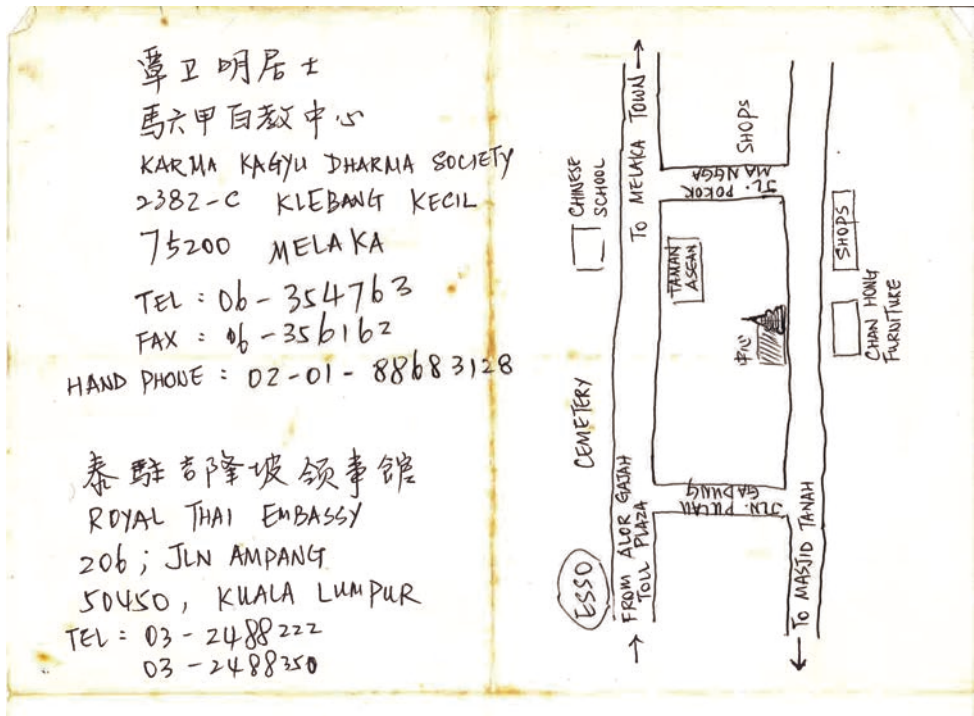 覃卫明居士
馬六甲白教中心
KARMA KAGYU DHARMA SOCIETY
2382-C KLEBANG KECIL
75200 MELAKA
TEL : 06-354763
FAX : 06-356162
HAND PHONE : 02-01-88683128
泰駐吉隆坡领事館
ROYAL THAI EMBASSY
206; JLN AMPANG
50450, KUALA LUMPUR
TEL : 03-2488222
03-2488350
TO MELAKA TOWN
SHOPS
CHINESE
SCHOOL
JL. POKOK
MANGGA
TAMAN
ASEAN
SHOPS
中心
CHAN HONG
FURNITURE
CEMETERY
JLN. PULAU
GADUNG
ESSO
FROM ALOR GAJAH
TOLL PLAZA
TO MASJID TANAH